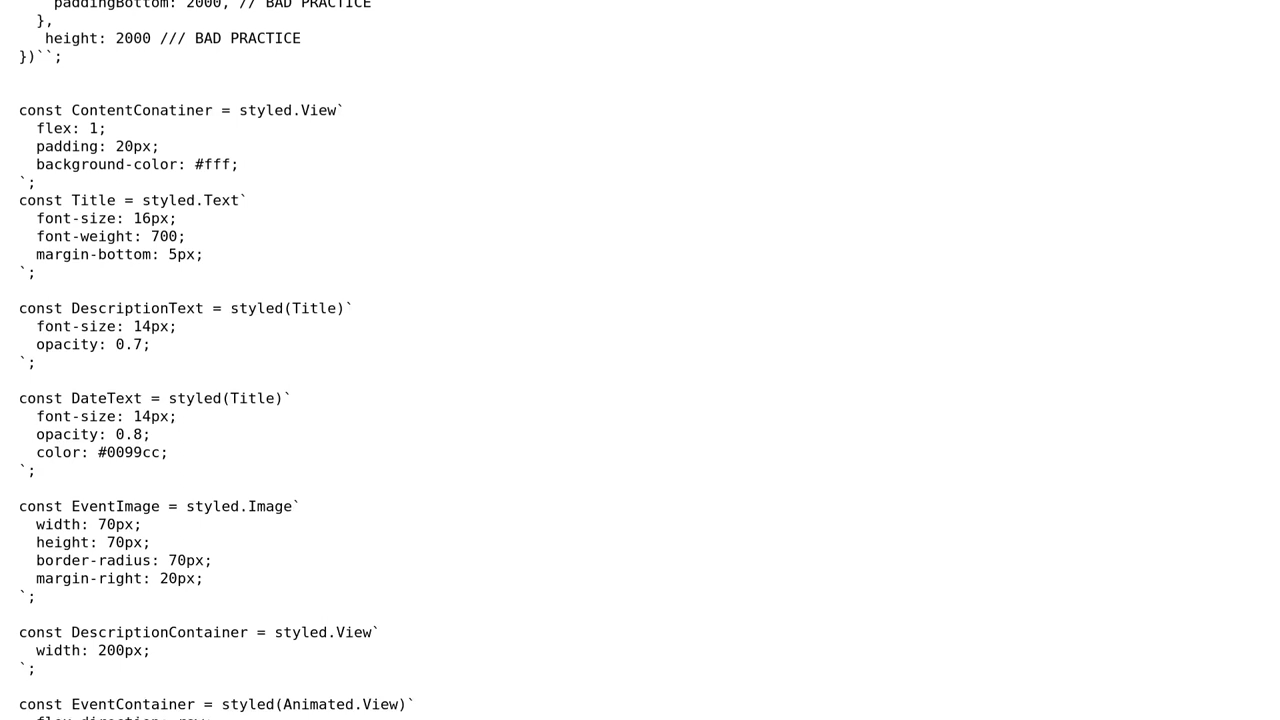 paddingBottom: 2000, // BAD PRACTICE
},
height: 2000 /// BAD PRACTICE
})``;
const ContentConatiner = styled.View`
flex: 1;
padding: 20px;
background-color: #fff;
`;
const Title = styled.Text`
font-size: 16px;
font-weight: 700;
margin-bottom: 5px;
`;
const DescriptionText = styled(Title)`
font-size: 14px;
opacity: 0.7;
`;
const DateText = styled(Title)`
font-size: 14px;
opacity: 0.8;
color: #0099cc;
`;
const EventImage = styled.Image`
width: 70px;
height: 70px;
border-radius: 70px;
margin-right: 20px;
`;
const DescriptionContainer = styled.View`
width: 200px;
`;
const EventContainer = styled(Animated.View)`
flex-direction: row;